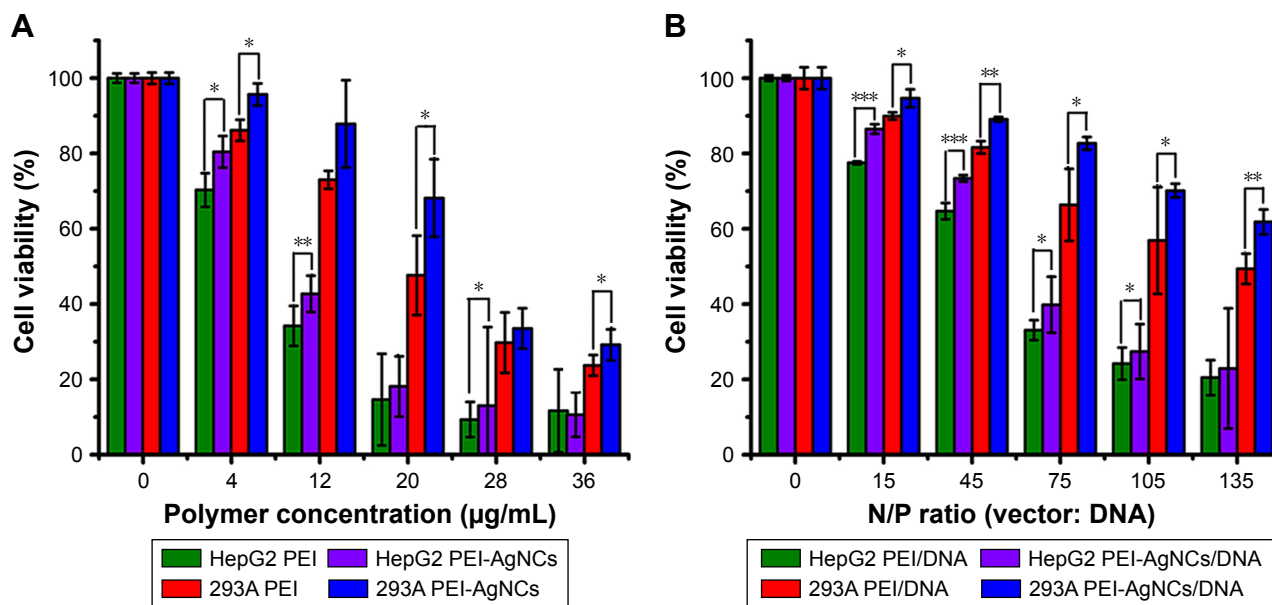 A
Cell viability (%)
100
80
60
40
20
0
*
*
**
*
*
*
0 4 12 20 28 36
Polymer concentration (µg/mL)
HepG2 PEI HepG2 PEI-AgNCs
293A PEI 293A PEI-AgNCs
B
Cell viability (%)
100
80
60
40
20
0
***
*
***
**
*
*
*
*
**
0 15 45 75 105 135
N/P ratio (vector: DNA)
HepG2 PEI/DNA HepG2 PEI-AgNCs/DNA
293A PEI/DNA 293A PEI-AgNCs/DNA